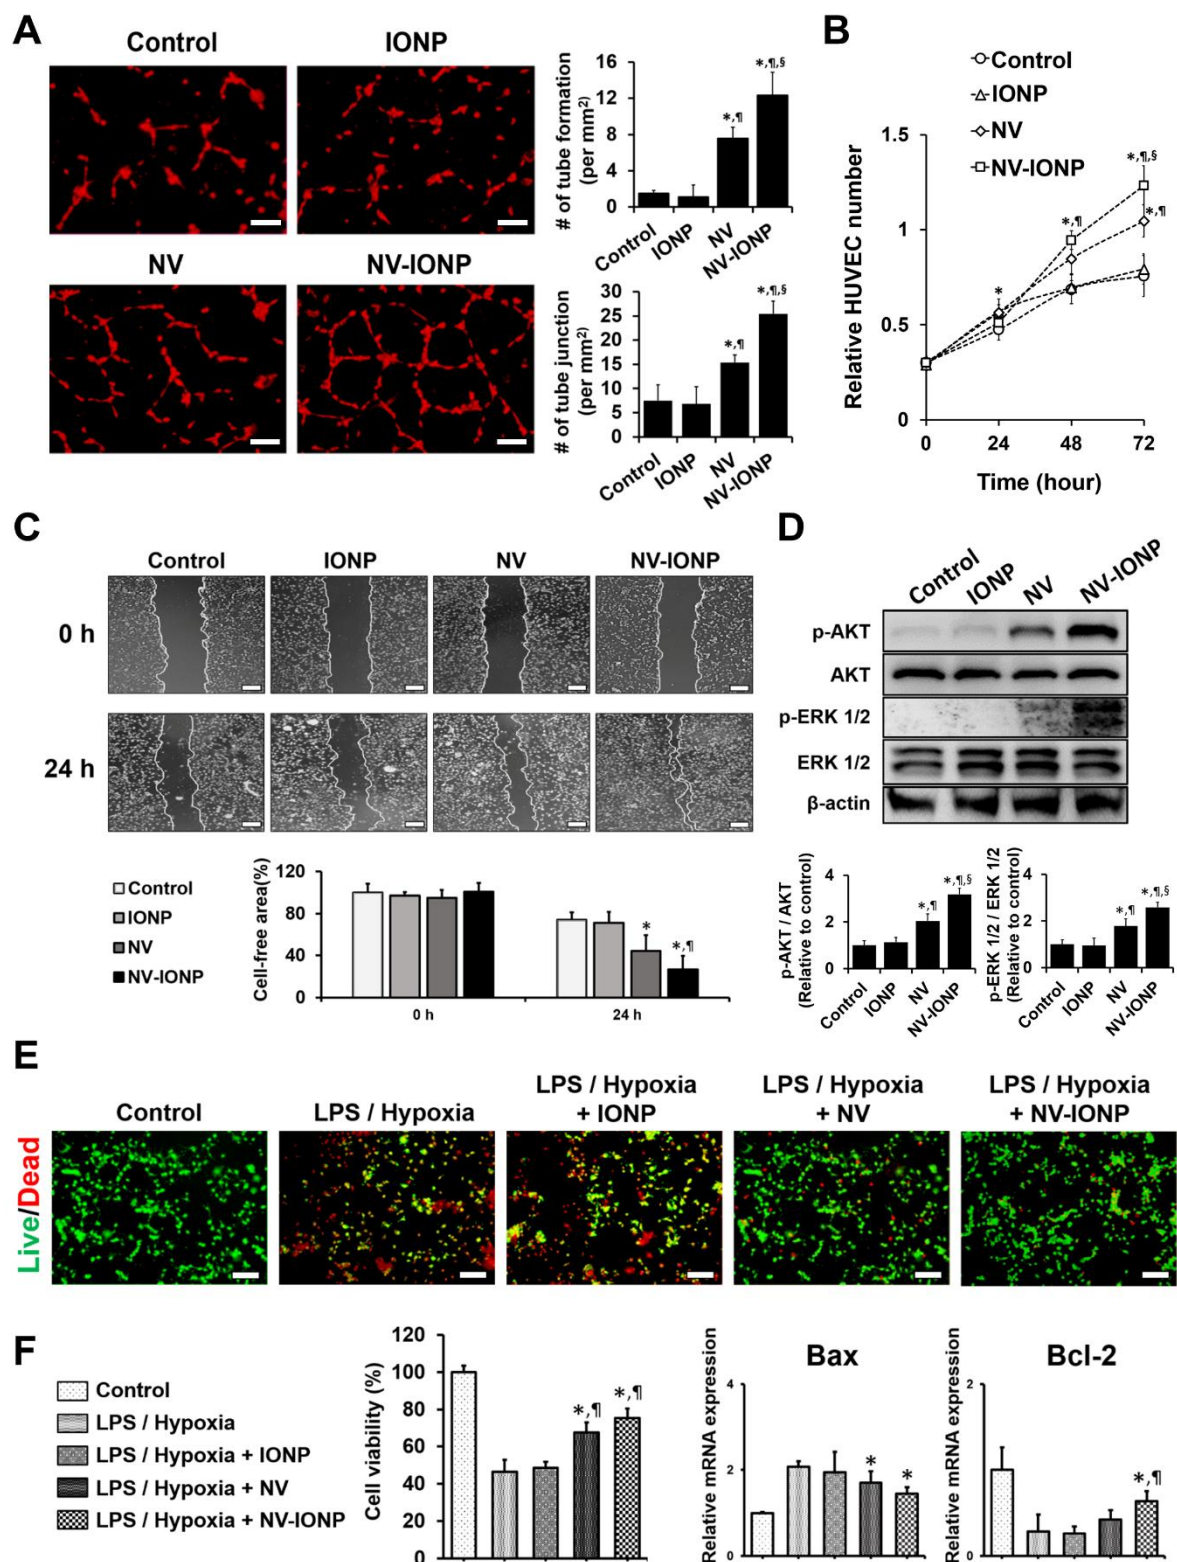 A
Control
IONP
NV
NV-IONP
# of tube formation
(per mm²)
16
12
8
4
0
*,¶
*,¶,§
Control
IONP
NV
NV-IONP
# of tube junction
(per mm²)
30
25
20
15
10
5
0
*,¶
*,¶,§
Control
IONP
NV
NV-IONP
B
Control
IONP
NV
NV-IONP
Relative HUVEC number
1.5
1
0.5
0
*
*,¶
*,¶,§
*,¶
0
24
48
72
Time (hour)
C
Control
IONP
NV
NV-IONP
0 h
24 h
Control
IONP
NV
NV-IONP
Cell-free area(%)
120
80
40
0
*
*,¶
0 h
24 h
D
Control
IONP
NV
NV-IONP
p-AKT
AKT
p-ERK 1/2
ERK 1/2
β-actin
p-AKT / AKT
(Relative to control)
4
2
0
*,¶
*,¶,§
Control
IONP
NV
NV-IONP
p-ERK 1/2 / ERK 1/2
(Relative to control)
4
2
0
*,¶
*,¶,§
Control
IONP
NV
NV-IONP
E
Live/Dead
Control
LPS / Hypoxia
LPS / Hypoxia
+ IONP
LPS / Hypoxia
+ NV
LPS / Hypoxia
+ NV-IONP
F
Control
LPS / Hypoxia
LPS / Hypoxia + IONP
LPS / Hypoxia + NV
LPS / Hypoxia + NV-IONP
Cell viability (%)
120
100
80
60
40
20
0
*,¶
*,¶
Bax
Relative mRNA expression
4
2
0
*
*
Bcl-2
Relative mRNA expression
2
1
0
*,¶